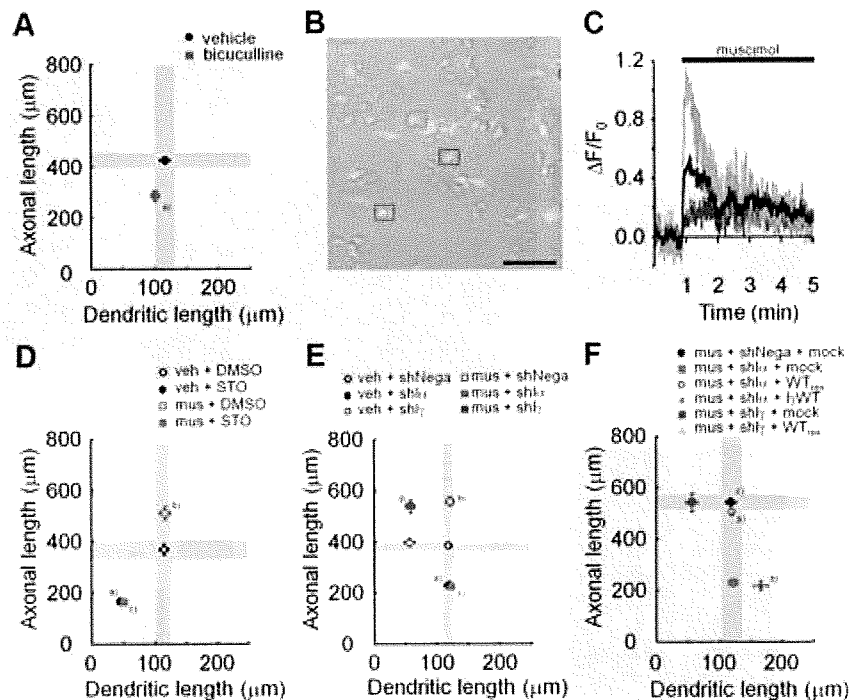 A
vehicle
bicuculline
Axonal length (μm)
800
600
400
200
0
0 100 200
Dendritic length (μm)
B
C
muscimol
ΔF/F0
1.2
0.8
0.4
0.0
1 2 3 4 5
Time (min)
D
veh + DMSO
veh + STO
mus + DMSO
mus + STO
Axonal length (μm)
800
600
400
200
0
0 100 200
Dendritic length (μm)
E
veh + shNega mus + shNega
veh + shIα mus + shIα
veh + shIγ mus + shIγ
Axonal length (μm)
800
600
400
200
0
0 100 200
Dendritic length (μm)
F
mus + shNega + mock
mus + shIα + mock
mus + shIα + WTres
mus + shIα + hWT
mus + shIγ + mock
mus + shIγ + WTres
Axonal length (μm)
800
600
400
200
0
0 100 200
Dendritic length (μm)